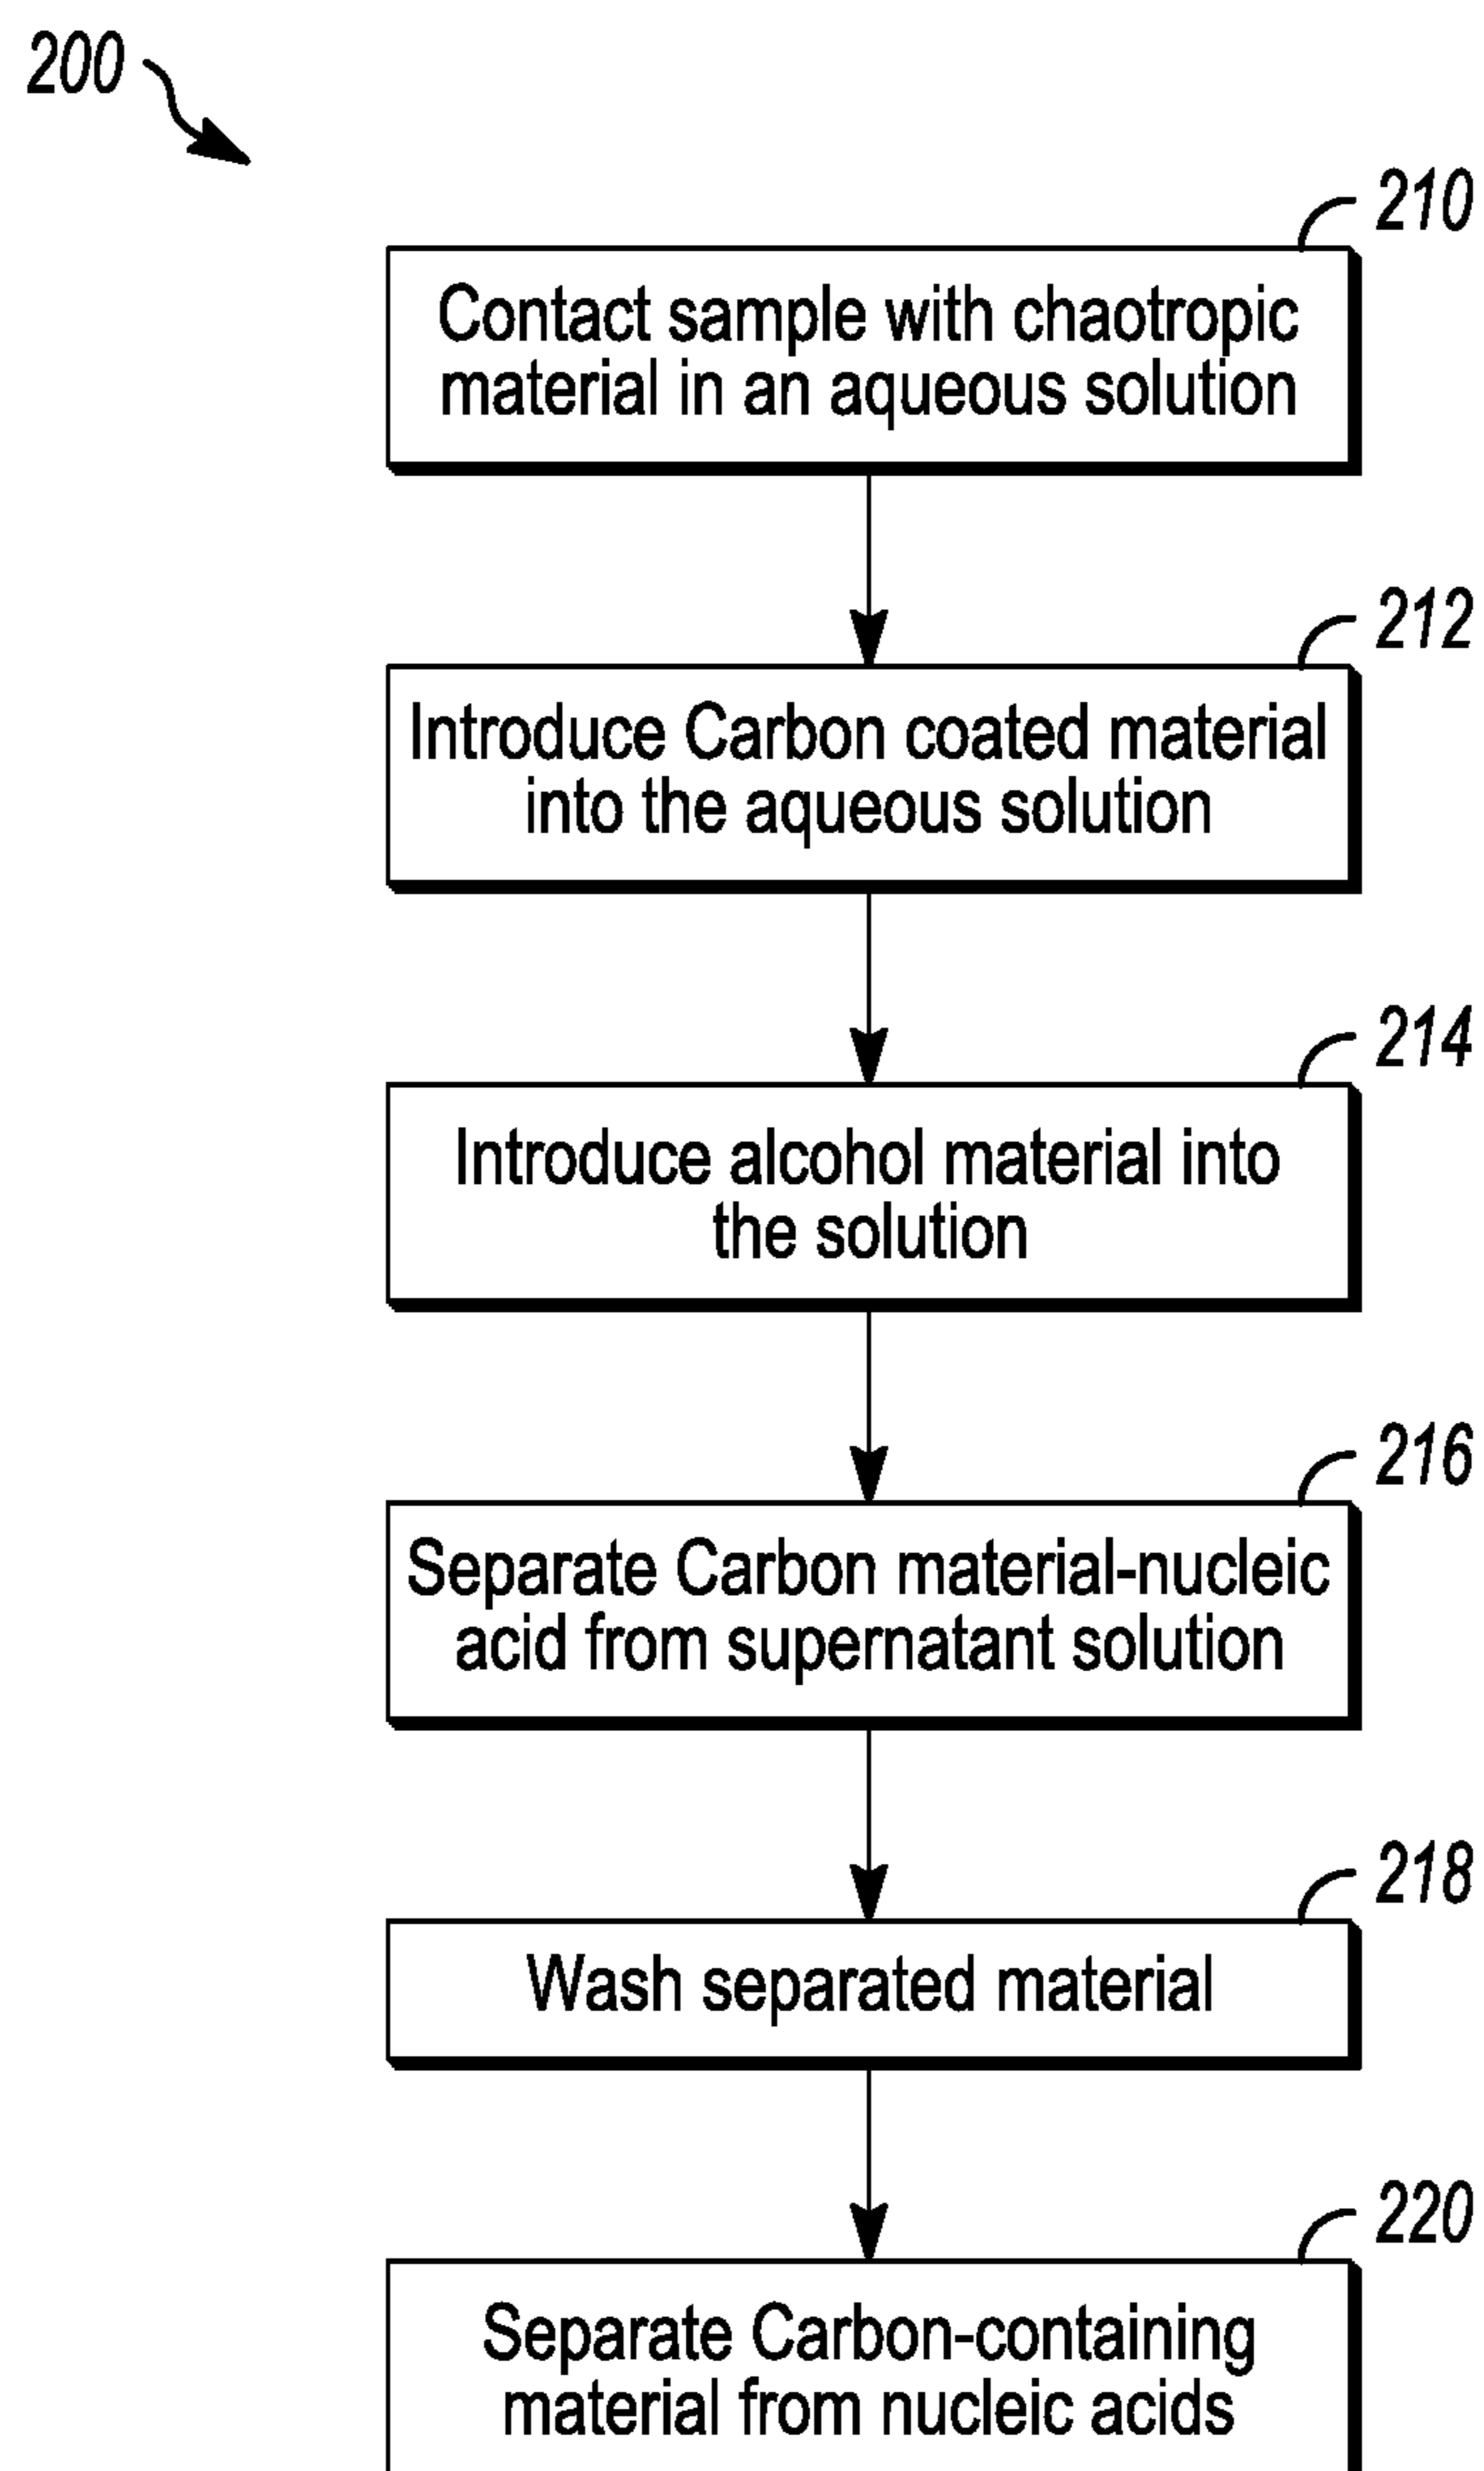 200
210
Contact sample with chaotropic
material in an aqueous solution
212
Introduce Carbon coated material
into the aqueous solution
214
Introduce alcohol material into
the solution
216
Separate Carbon material-nucleic
acid from supernatant solution
218
Wash separated material
220
Separate Carbon-containing
material from nucleic acids